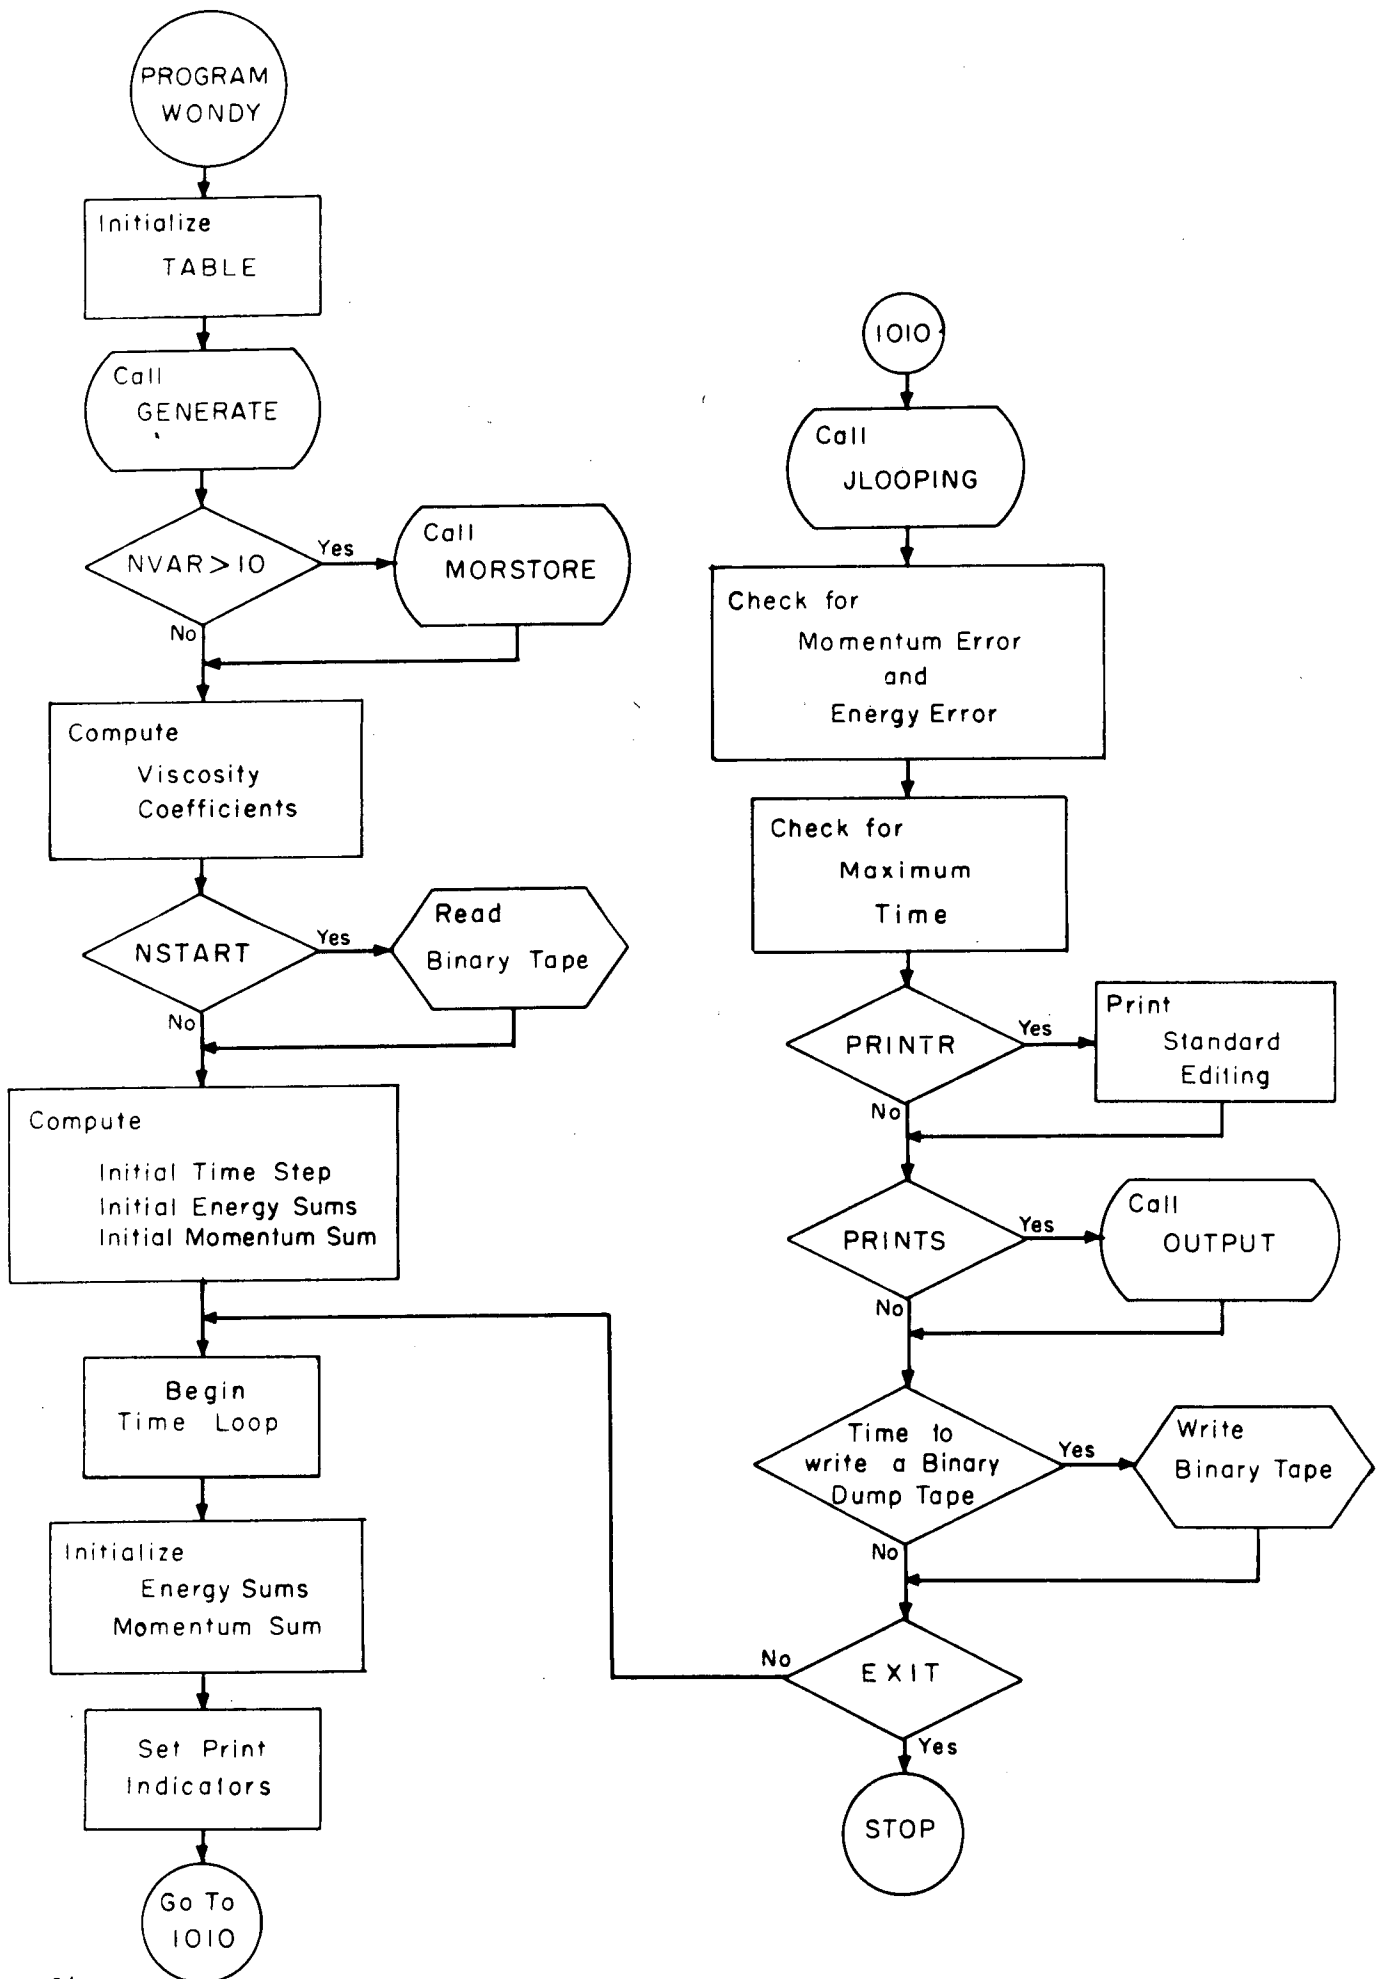 PROGRAM
WONDY
Initialize
TABLE
Call
GENERATE
NVAR > 10
Yes
No
Call
MORSTORE
Compute
Viscosity
Coefficients
NSTART
Yes
No
Read
Binary Tape
Compute
Initial Time Step
Initial Energy Sums
Initial Momentum Sum
Begin
Time Loop
Initialize
Energy Sums
Momentum Sum
Set Print
Indicators
Go To
1010
1010
Call
JLOOPING
Check for
Momentum Error
and
Energy Error
Check for
Maximum
Time
PRINTR
Yes
No
Print
Standard
Editing
PRINTS
Yes
No
Call
OUTPUT
Time to
write a Binary
Dump Tape
Yes
No
Write
Binary Tape
EXIT
No
Yes
STOP